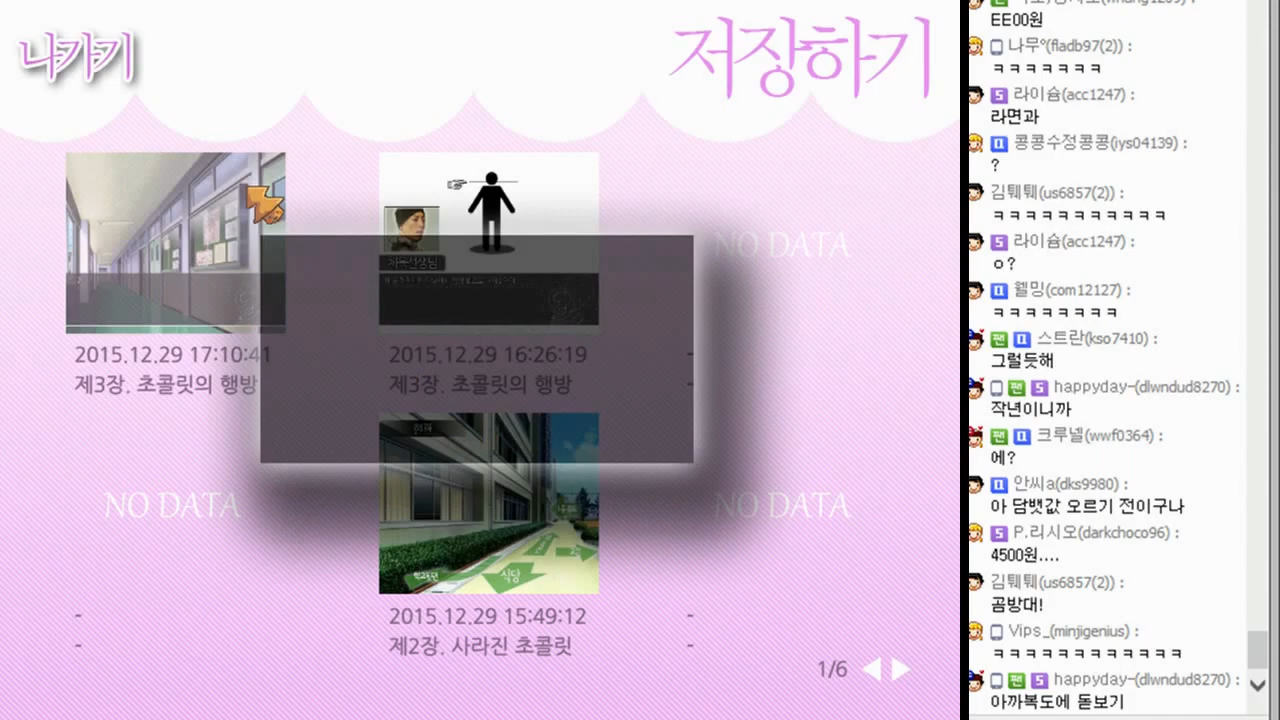 나가기
저장하기
NO DATA
체육선생님
2015.12.29 17:10:41
제3장. 초콜릿의 행방
2015.12.29 16:26:19
제3장. 초콜릿의 행방
-
-
NO DATA
식당
NO DATA
-
-
2015.12.29 15:49:12
제2장. 사라진 초콜릿
-
-
1/6
EE00원
나무°(fladb97(2)) :
ㅋㅋㅋㅋㅋㅋㅋ
라이슘(acc1247) :
라면과
콩콩수정콩콩(iys04139) :
?
김퉤퉤(us6857(2)) :
ㅋㅋㅋㅋㅋㅋㅋㅋㅋㅋㅋ
라이슘(acc1247) :
ㅇ?
웰밍(com12127) :
ㅋㅋㅋㅋㅋㅋㅋㅋ
스트란(kso7410) :
그럴듯해
happyday-(dlwndud8270) :
작년이니까
크루넬(wwf0364) :
에?
안씨a(dks9980) :
아 담뱃값 오르기 전이구나
P.리시오(darkchoco96) :
4500원....
김퉤퉤(us6857(2)) :
곰방대!
Vips_(minjigenius) :
ㅋㅋㅋㅋㅋㅋㅋㅋㅋㅋㅋㅋ
happyday-(dlwndud8270) :
아까복도에 돋보기